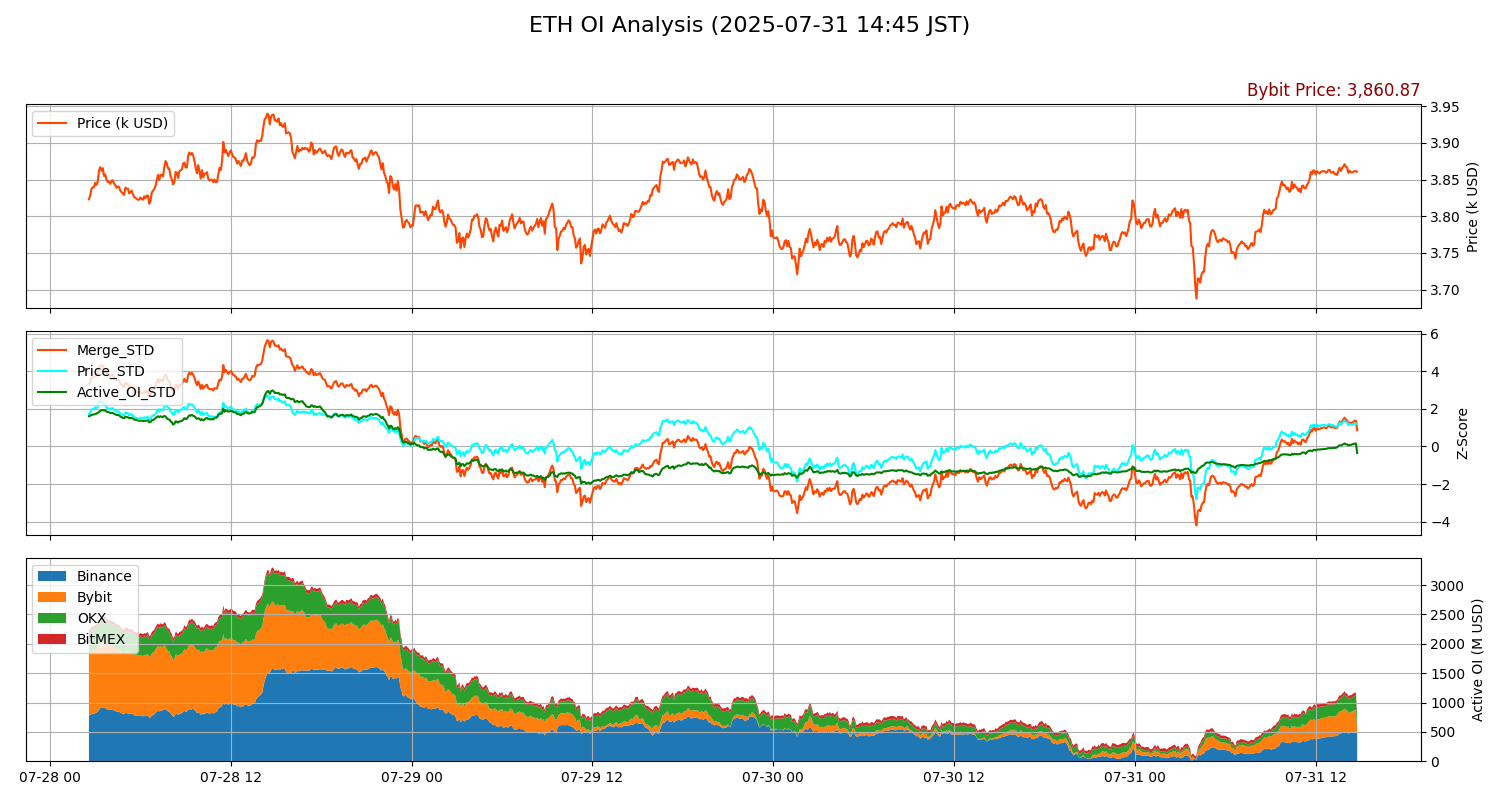 ETH OI Analysis (2025-07-31 14:45 JST)
Bybit Price: 3,860.87
Price (k USD)
3.95
3.90
3.85
3.80
3.75
3.70
Price (k USD)
Merge_STD
Price_STD
Active_OI_STD
6
4
2
0
−2
−4
Z-Score
Binance
Bybit
OKX
BitMEX
3000
2500
2000
1500
1000
500
0
Active OI (M USD)
07-28 00
07-28 12
07-29 00
07-29 12
07-30 00
07-30 12
07-31 00
07-31 12